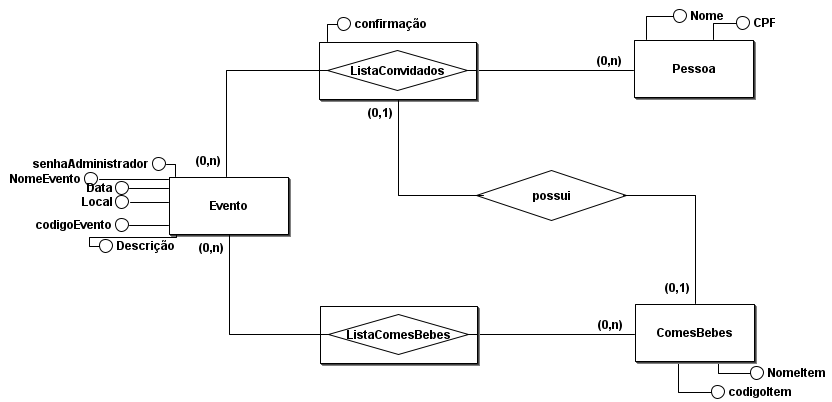 confirmação
Nome
CPF
ListaConvidados
(0,n)
Pessoa
(0,1)
(0,n)
senhaAdministrador
NomeEvento
Data
Local
Evento
possui
codigoEvento
Descrição
(0,n)
(0,1)
ListaComesBebes
(0,n)
ComesBebes
NomeItem
codigoItem